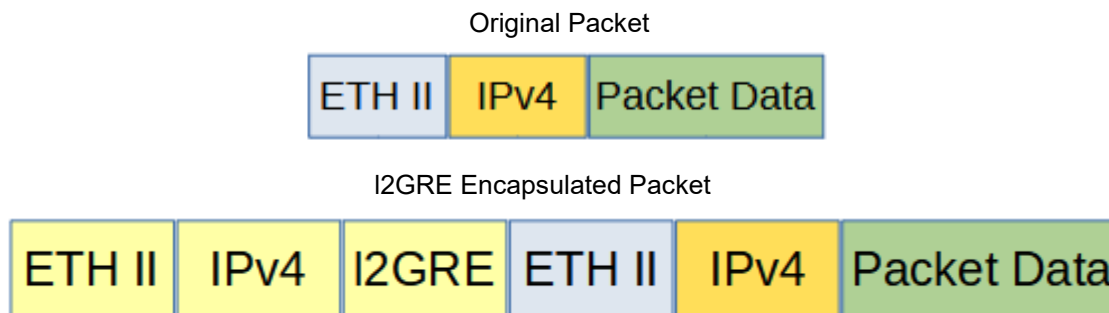 Original Packet
ETH II IPv4 Packet Data
l2GRE Encapsulated Packet
ETH II IPv4 l2GRE ETH II IPv4 Packet Data